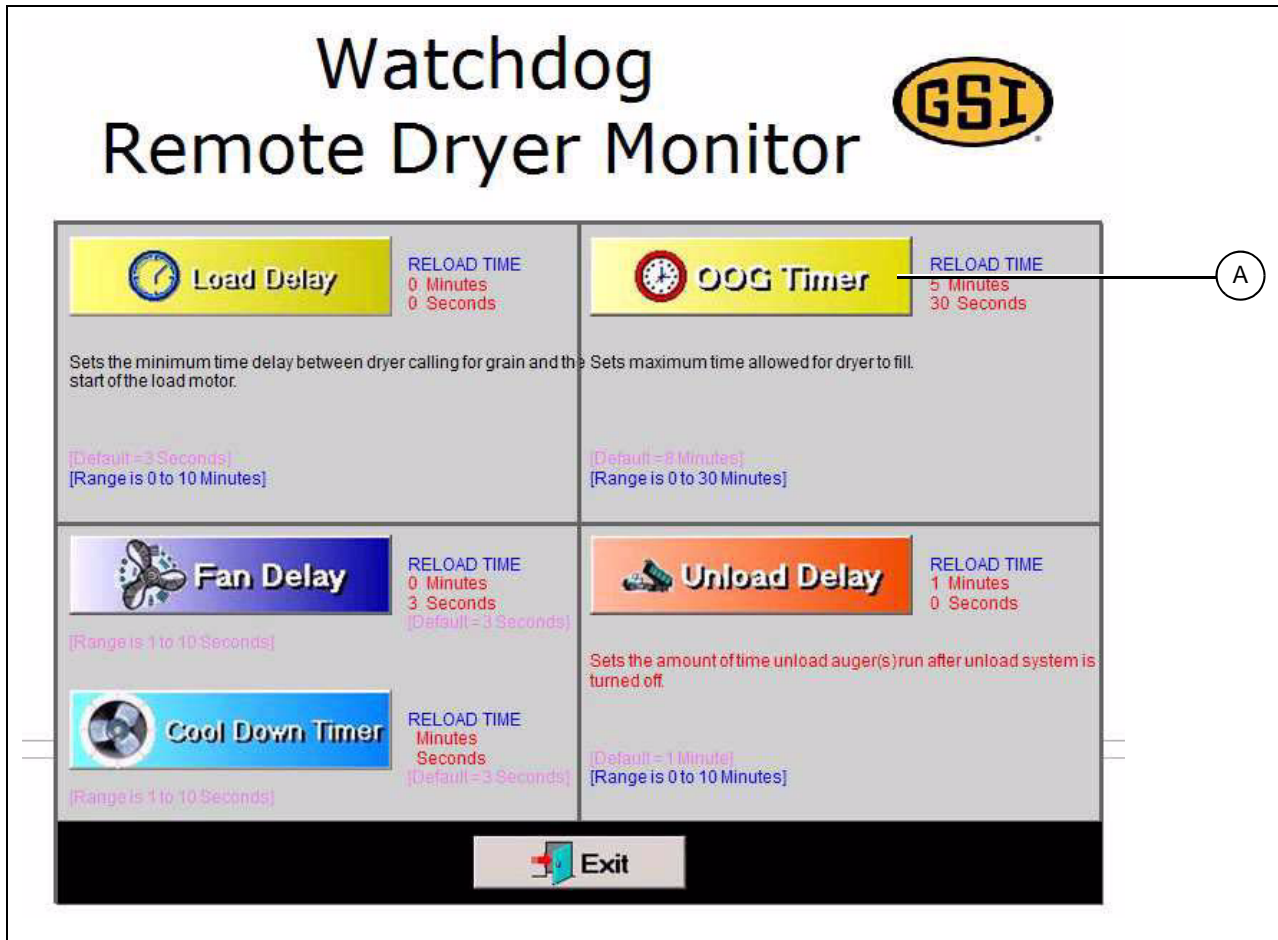 Watchdog
Remote Dryer Monitor
GSI
Load Delay
RELOAD TIME
0 Minutes
0 Seconds
Sets the minimum time delay between dryer calling for grain and the
start of the load motor.
[Default = 3 Seconds]
[Range is 0 to 10 Minutes]
OOG Timer
RELOAD TIME
5 Minutes
30 Seconds
A
Sets maximum time allowed for dryer to fill.
[Default = 8 Minutes]
[Range is 0 to 30 Minutes]
Fan Delay
RELOAD TIME
0 Minutes
3 Seconds
[Default = 3 Seconds]
[Range is 1 to 10 Seconds]
Cool Down Timer
RELOAD TIME
Minutes
Seconds
[Default = 3 Seconds]
[Range is 1 to 10 Seconds]
Unload Delay
RELOAD TIME
1 Minutes
0 Seconds
Sets the amount of time unload auger(s) run after unload system is
turned off.
[Default = 1 Minute]
[Range is 0 to 10 Minutes]
Exit